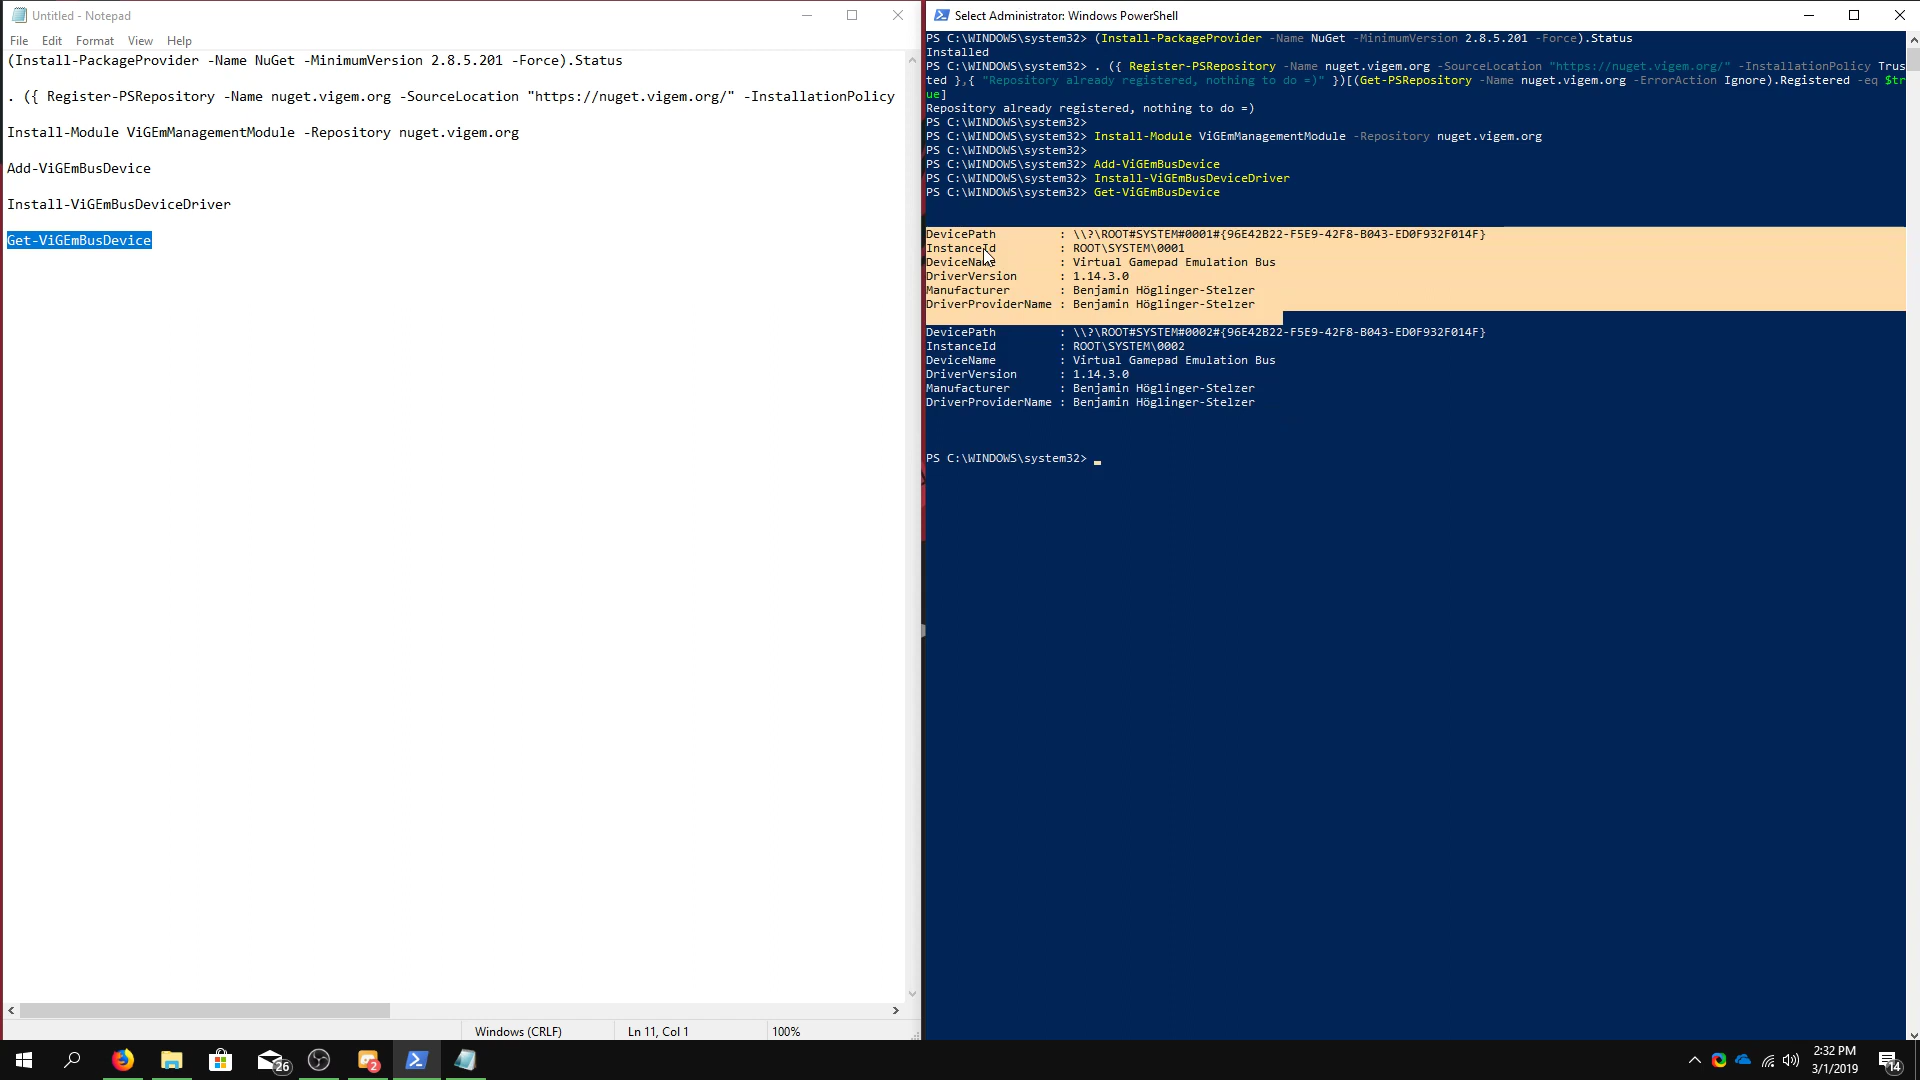 Untitled - Notepad
File Edit Format View Help
(Install-PackageProvider -Name NuGet -MinimumVersion 2.8.5.201 -Force).Status
. ({ Register-PSRepository -Name nuget.vigem.org -SourceLocation "https://nuget.vigem.org/" -InstallationPolicy
Install-Module ViGEmManagementModule -Repository nuget.vigem.org
Add-ViGEmBusDevice
Install-ViGEmBusDeviceDriver
Get-ViGEmBusDevice
Windows (CRLF) Ln 11, Col 1 100%
Select Administrator: Windows PowerShell
PS C:\WINDOWS\system32> (Install-PackageProvider -Name NuGet -MinimumVersion 2.8.5.201 -Force).Status
Installed
PS C:\WINDOWS\system32> . ({ Register-PSRepository -Name nuget.vigem.org -SourceLocation "https://nuget.vigem.org/" -InstallationPolicy Trus
ted },{ "Repository already registered, nothing to do =)" })[(Get-PSRepository -Name nuget.vigem.org -ErrorAction Ignore).Registered -eq $tr
ue]
Repository already registered, nothing to do =)
PS C:\WINDOWS\system32>
PS C:\WINDOWS\system32> Install-Module ViGEmManagementModule -Repository nuget.vigem.org
PS C:\WINDOWS\system32>
PS C:\WINDOWS\system32> Add-ViGEmBusDevice
PS C:\WINDOWS\system32> Install-ViGEmBusDeviceDriver
PS C:\WINDOWS\system32> Get-ViGEmBusDevice
DevicePath : \\?\ROOT#SYSTEM#0001#{96E42B22-F5E9-42F8-B043-ED0F932F014F}
InstanceId : ROOT\SYSTEM\0001
DeviceName : Virtual Gamepad Emulation Bus
DriverVersion : 1.14.3.0
Manufacturer : Benjamin Höglinger-Stelzer
DriverProviderName : Benjamin Höglinger-Stelzer
DevicePath : \\?\ROOT#SYSTEM#0002#{96E42B22-F5E9-42F8-B043-ED0F932F014F}
InstanceId : ROOT\SYSTEM\0002
DeviceName : Virtual Gamepad Emulation Bus
DriverVersion : 1.14.3.0
Manufacturer : Benjamin Höglinger-Stelzer
DriverProviderName : Benjamin Höglinger-Stelzer
PS C:\WINDOWS\system32>
26
2
2:32 PM
3/1/2019
14